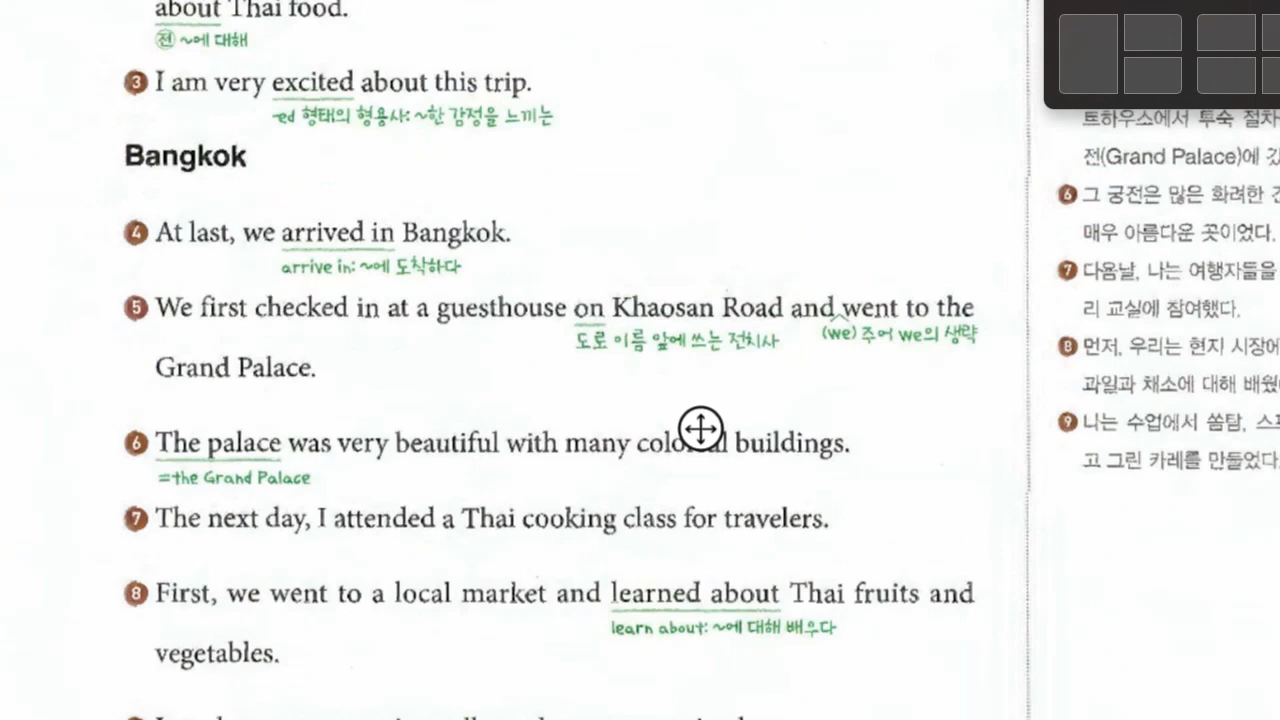 about Thai food.
전 ~에 대해
3 I am very excited about this trip.
-ed 형태의 형용사: ~한 감정을 느끼는
Bangkok
4 At last, we arrived in Bangkok.
arrive in: ~에 도착하다
5 We first checked in at a guesthouse on Khaosan Road and went to the
도로 이름 앞에 쓰는 전치사 (we) 주어 we의 생략
Grand Palace.
6 The palace was very beautiful with many buildings.
=the Grand Palace
7 The next day, I attended a Thai cooking class for travelers.
8 First, we went to a local market and learned about Thai fruits and
learn about: ~에 대해 배우다
vegetables.
트하우스에서 투숙 절차
전(Grand Palace)에
6 그 궁전은 많은 화려한
매우 아름다운 곳이었다.
7 다음날, 나는 여행자들을
리 교실에 참여했다.
8 먼저, 우리는 현지 시장에
과일과 채소에 대해
9 나는 수업에서 쏨탐,
고 그린 카레를 만들었다.